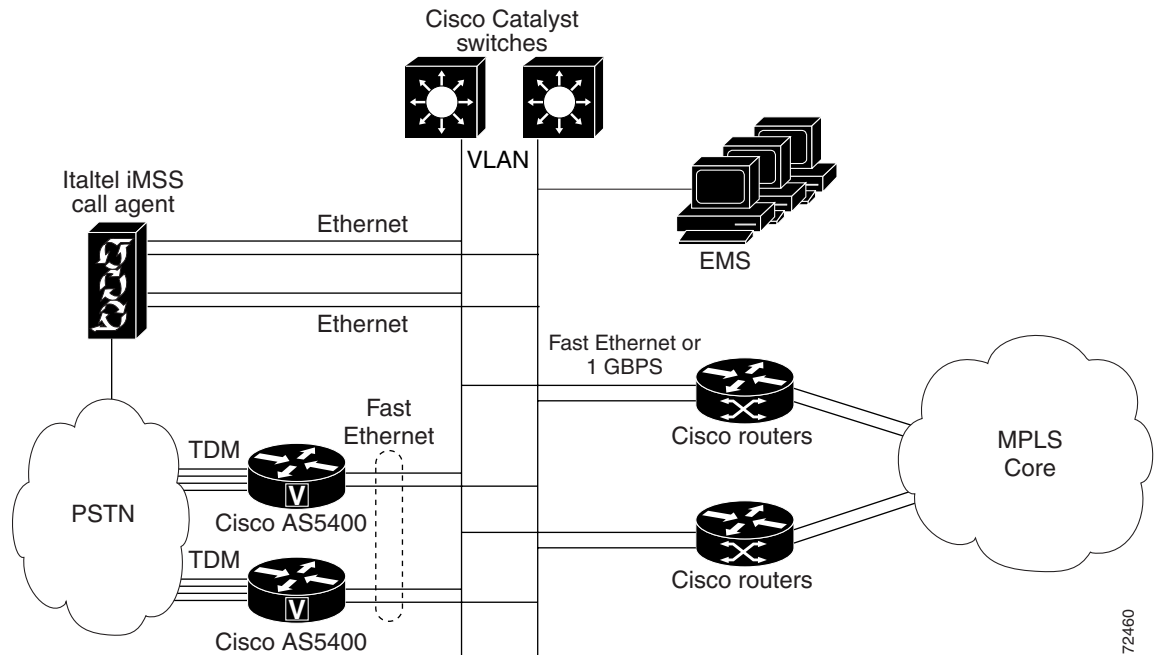 Cisco Catalyst
switches
VLAN
Italtel iMSS
call agent
Ethernet
EMS
Ethernet
Fast Ethernet or
1 GBPS
Cisco routers
MPLS
Core
Fast
Ethernet
TDM
V
PSTN
Cisco AS5400
TDM
V
Cisco AS5400
Cisco routers
72460